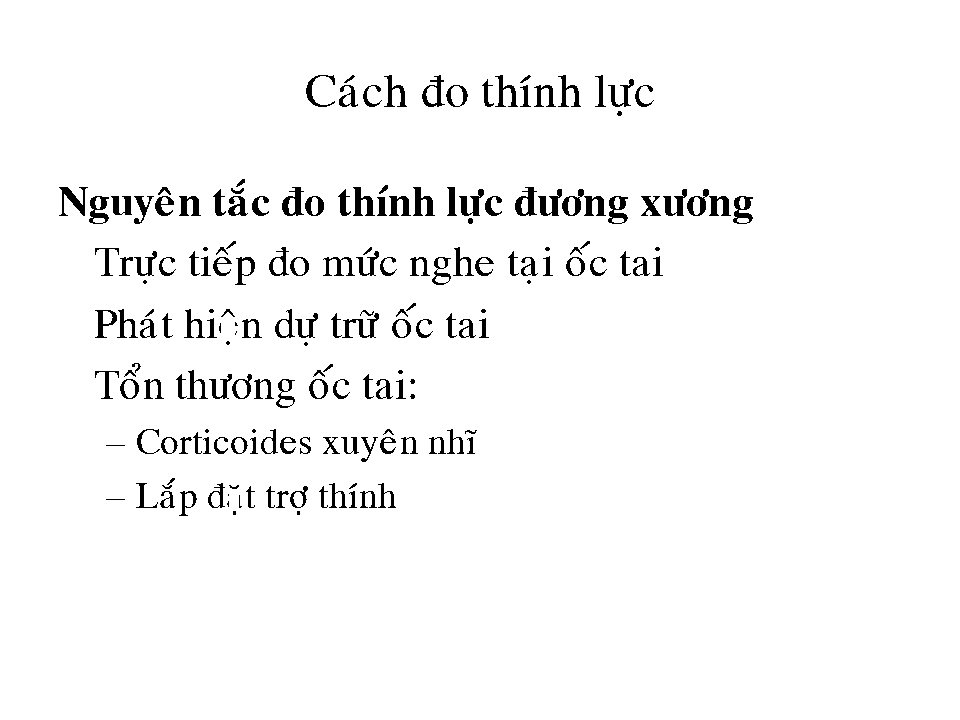 Cách đo thính lực
Nguyên tắc đo thính lực đương xương
Trực tiếp đo mức nghe tại ốc tai
Phát hiện dự trữ ốc tai
Tổn thương ốc tai:
– Corticoides xuyên nhĩ
– Lắp đặt trợ thính